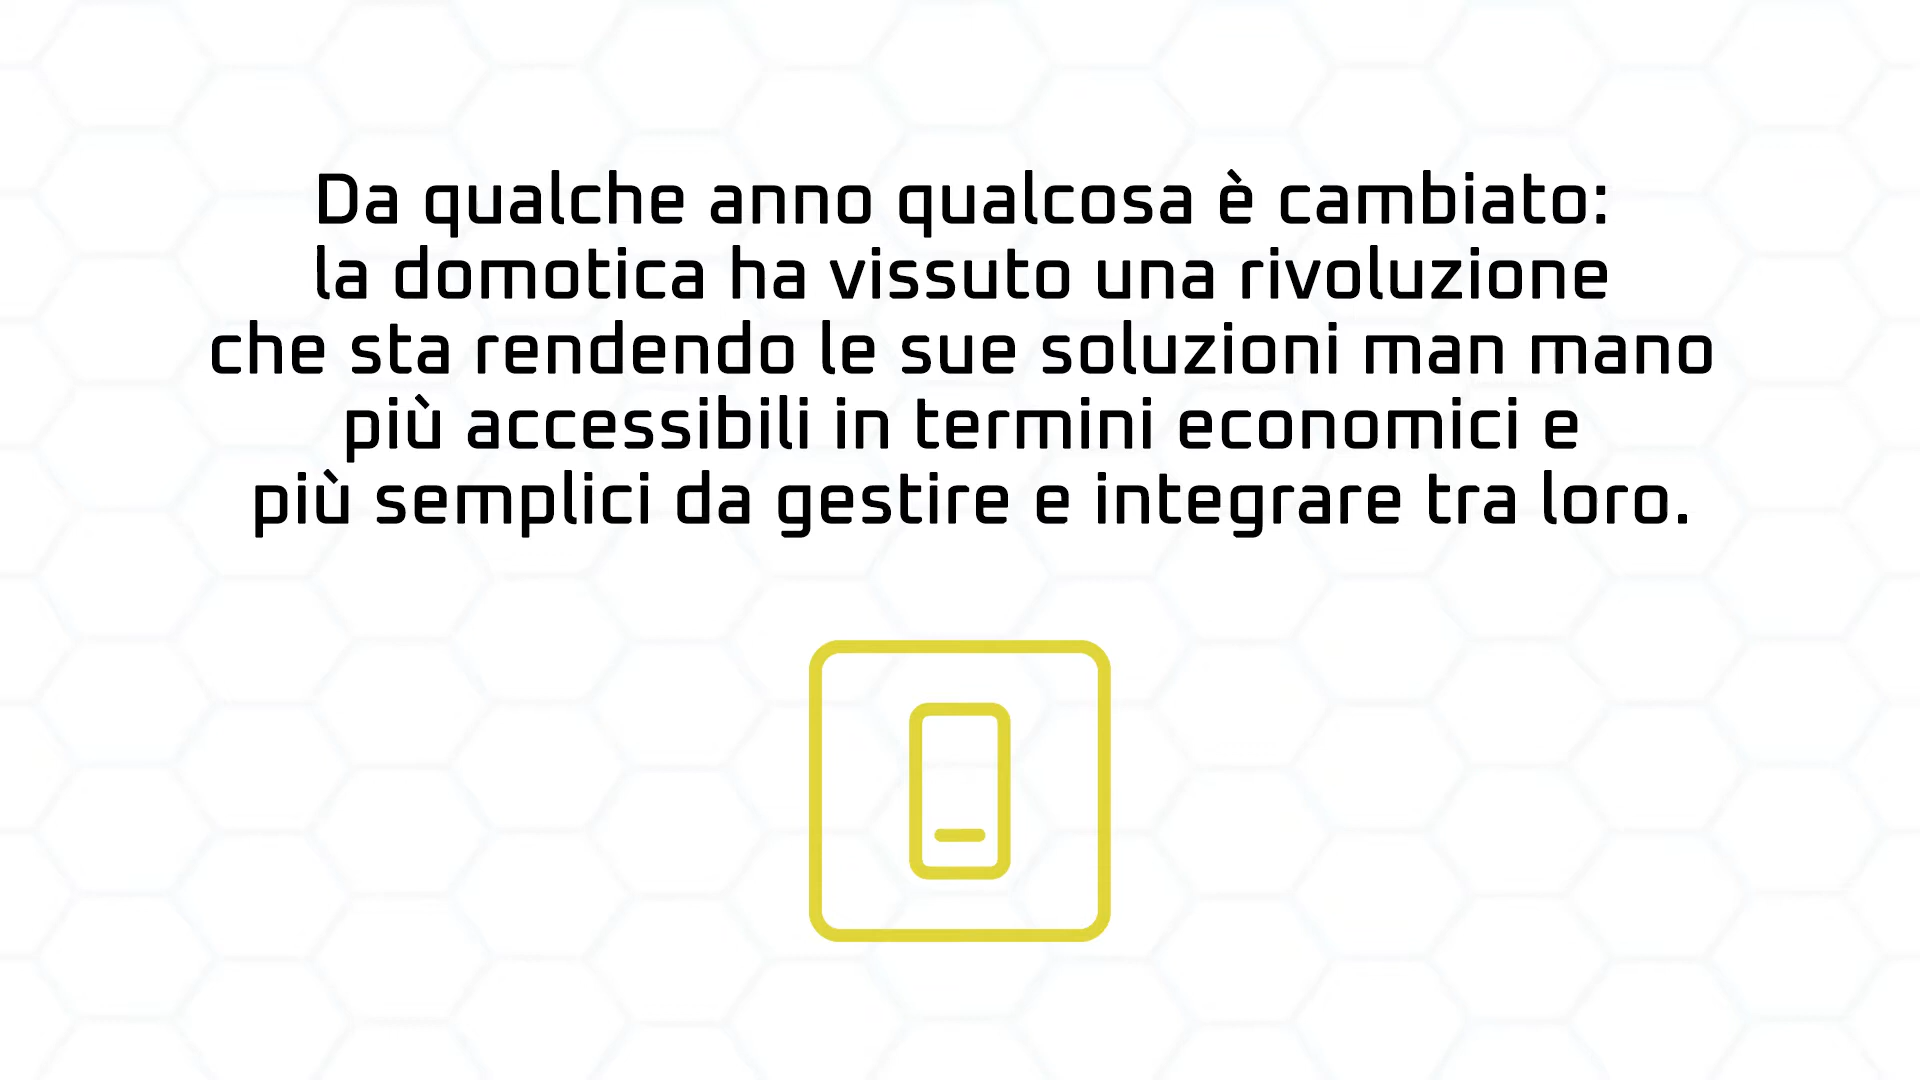 Da qualche anno qualcosa è cambiato:
la domotica ha vissuto una rivoluzione
che sta rendendo le sue soluzioni man mano
più accessibili in termini economici e
più semplici da gestire e integrare tra loro.